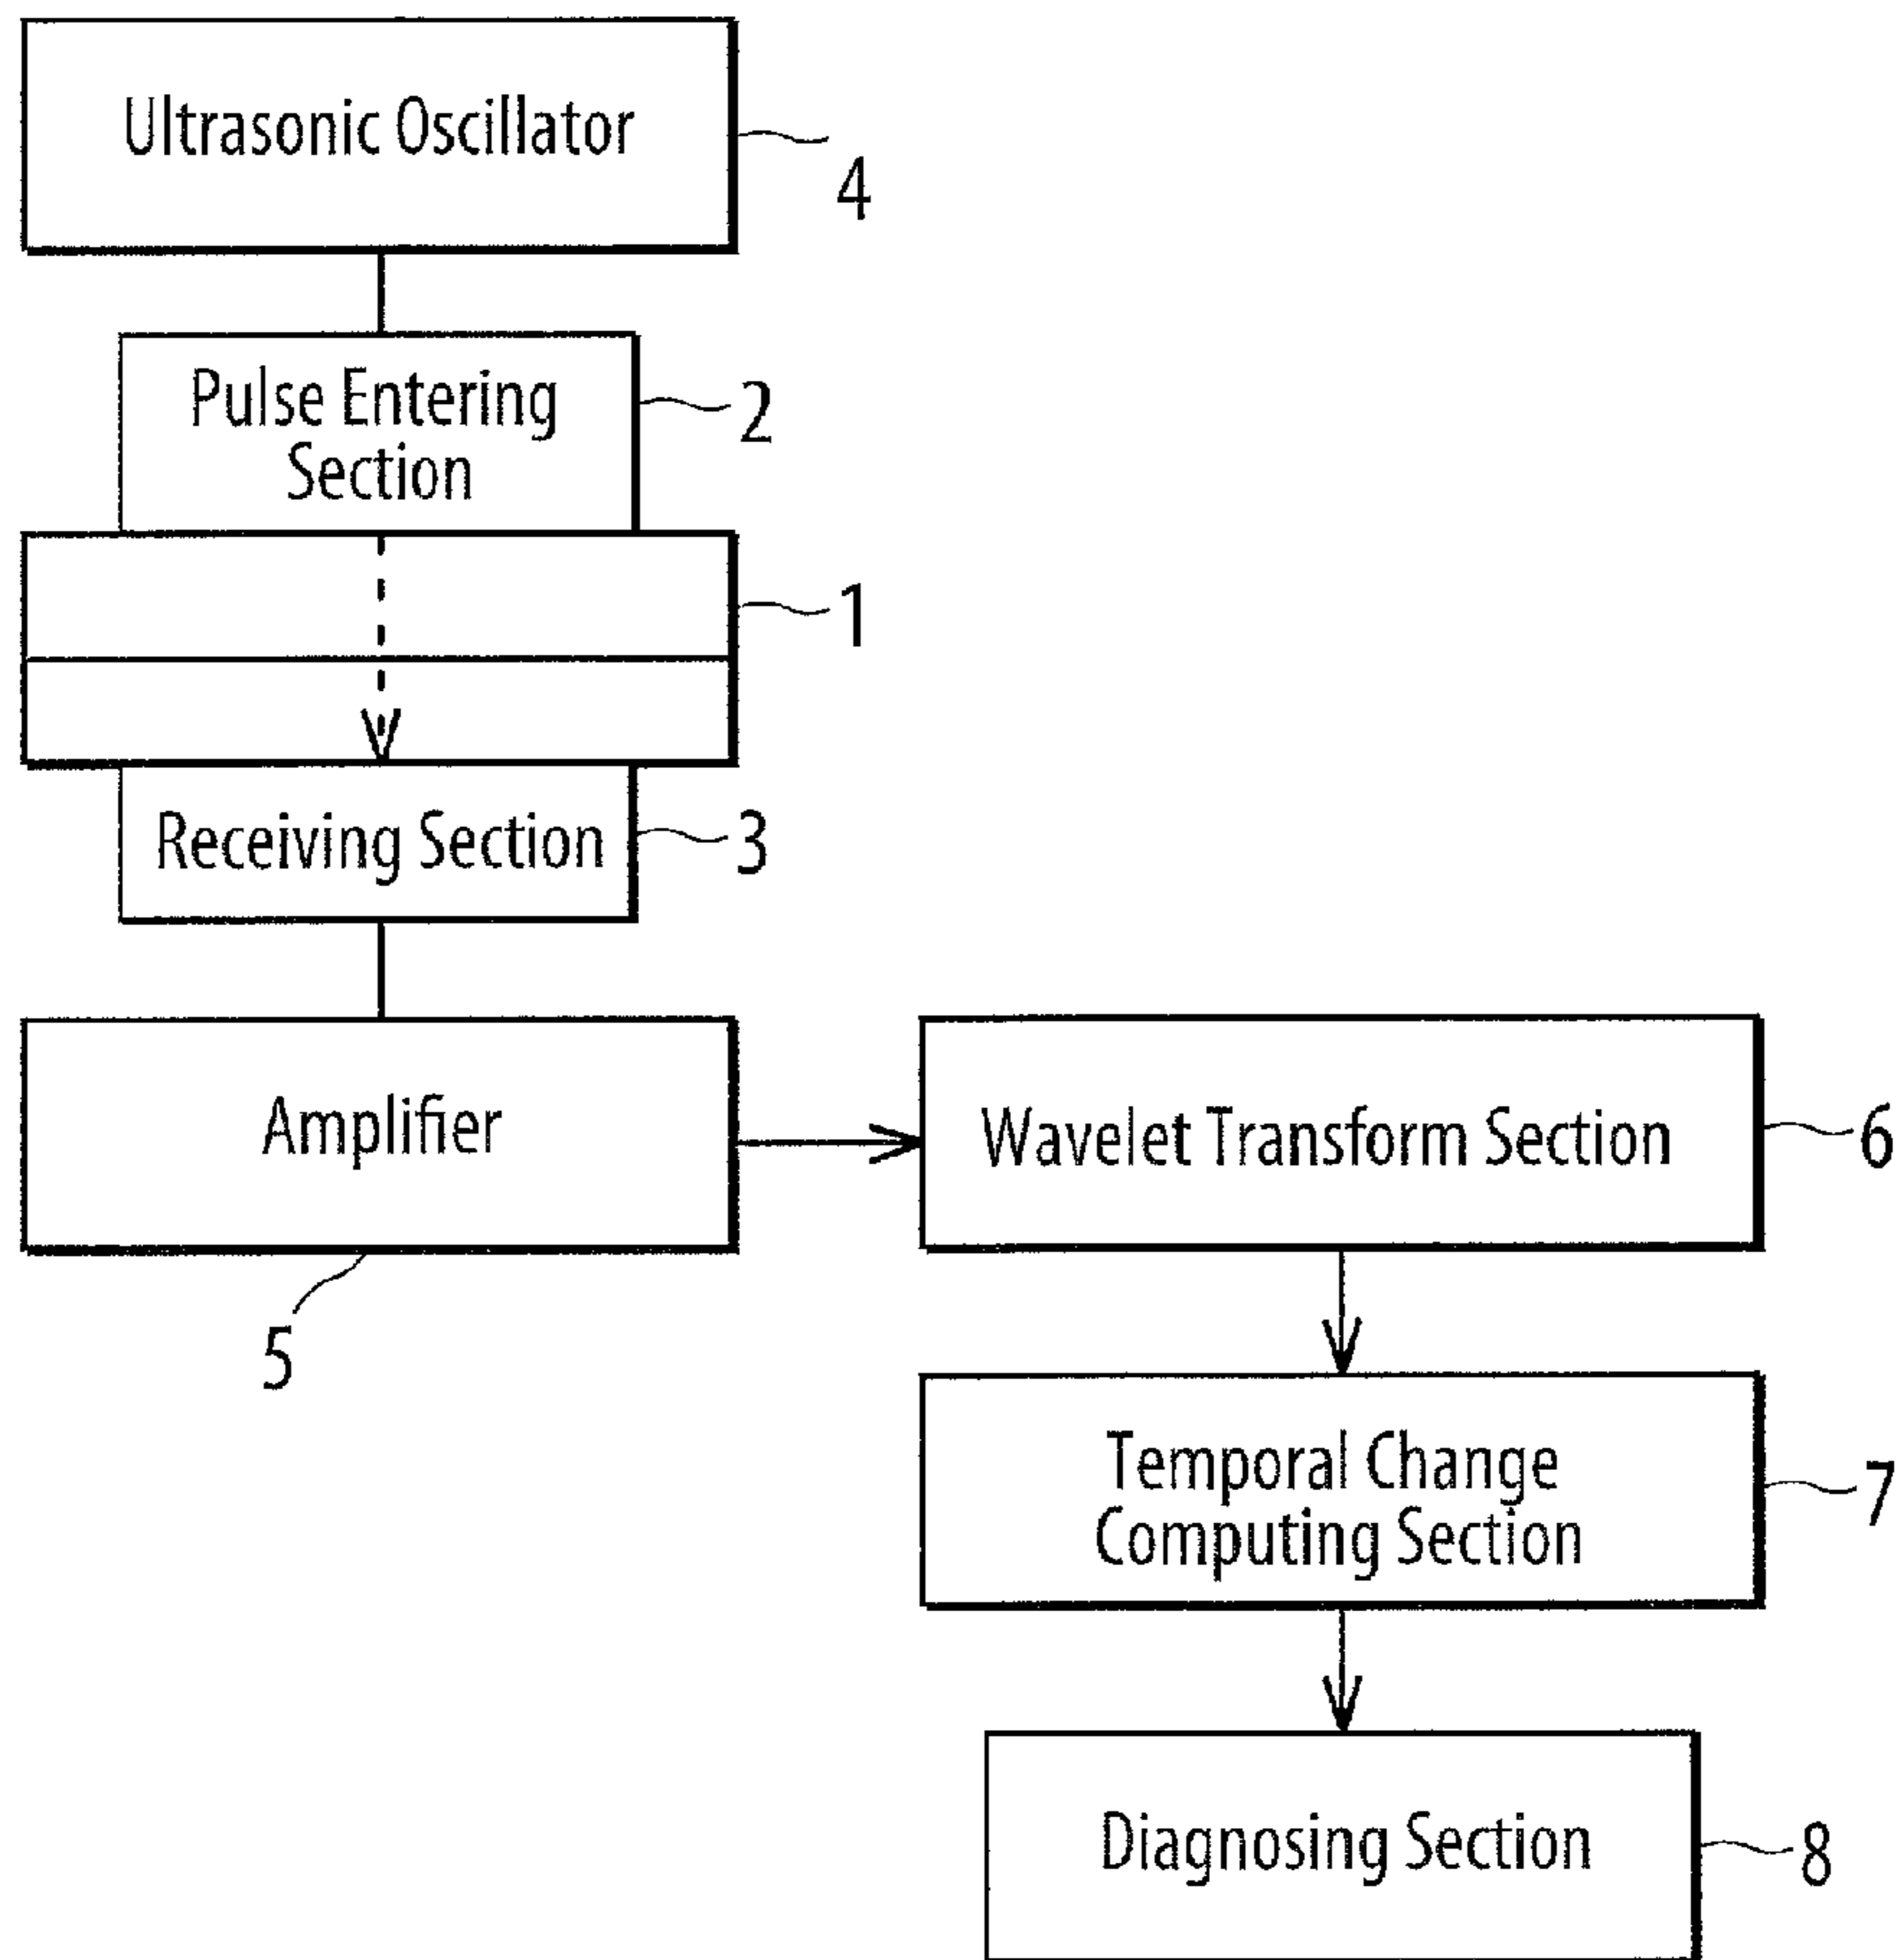 Ultrasonic Oscillator
4
Pulse Entering
Section
2
1
Receiving Section
3
Amplifier
5
Wavelet Transform Section
6
Temporal Change
Computing Section
7
Diagnosing Section
8